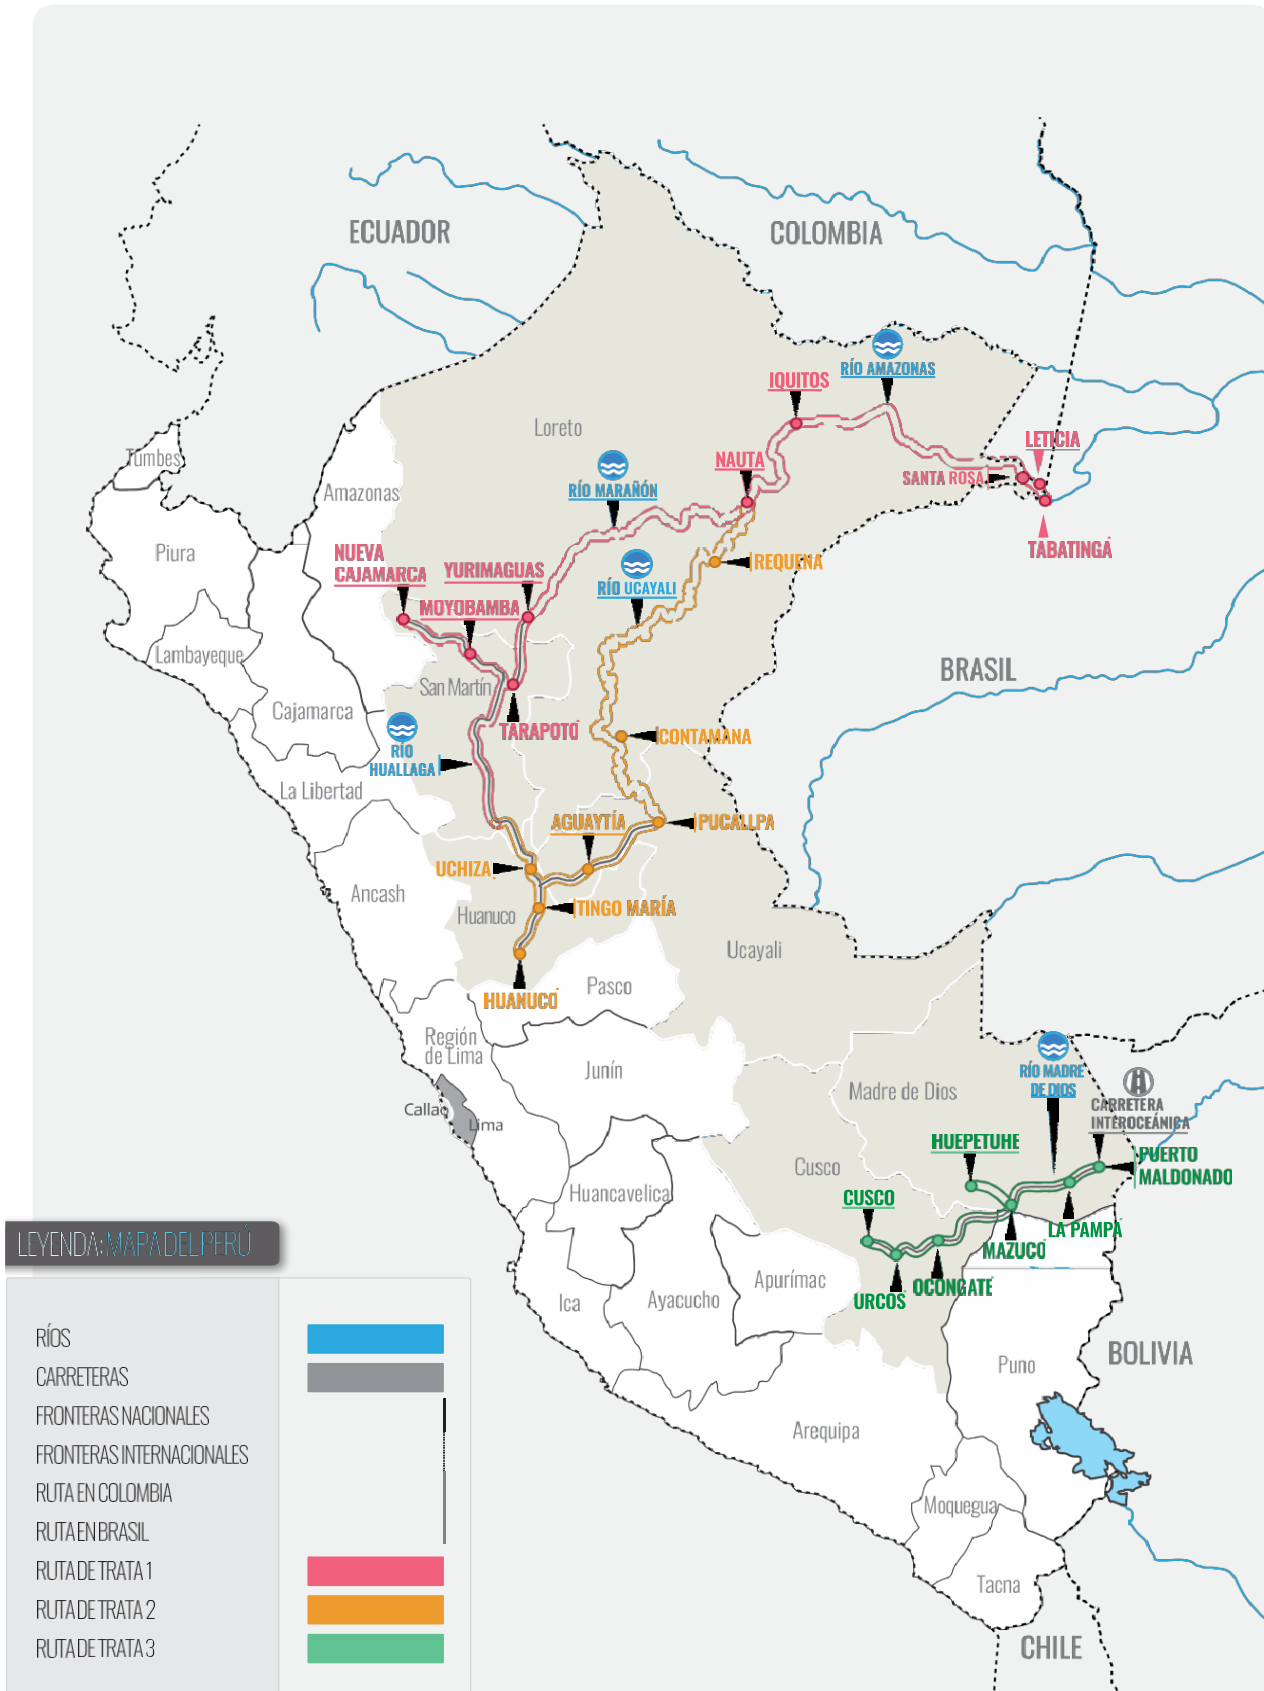 ECUADOR
COLOMBIA
RÍO AMAZONAS
IQUITOS
Loreto
LETICIA
Tumbes
NAUTA
SANTA ROSA
Amazonas
RÍO MARAÑÓN
TABATINGA
Piura
NUEVA
CAJAMARCA
YURIMAGUAS
REQUENA
RÍO UCAYALI
MOYOBAMBA
Lambayeque
San Martín
BRASIL
Cajamarca
TARAPOTO
CONTAMANA
RÍO
HUALLAGA
La Libertad
AGUAYTÍA
PUCALLPA
UCHIZA
Ancash
Huanuco
TINGO MARÍA
Ucayali
Pasco
HUANUCO
Región
de Lima
Junín
RÍO MADRE
DE DIOS
Madre de Dios
CARRETERA
INTEROCEÁNICA
Callao
Lima
HUEPETUHE
PUERTO
MALDONADO
Cusco
Huancavelica
CUSCO
LA PAMPA
MAZUCO
LEYENDA: MAPA DEL PERÚ
Apurímac
OCONGATE
URCOS
Ayacucho
Ica
RÍOS
BOLIVIA
Puno
CARRETERAS
FRONTERAS NACIONALES
Arequipa
FRONTERAS INTERNACIONALES
RUTA EN COLOMBIA
Moquegua
RUTA EN BRASIL
RUTA DE TRATA 1
Tacna
RUTA DE TRATA 2
RUTA DE TRATA 3
CHILE